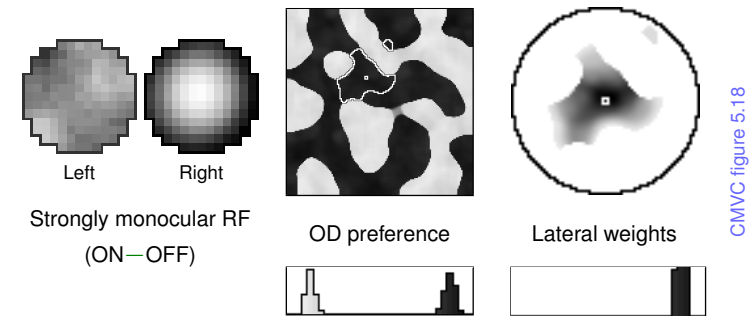 Left
Right
Strongly monocular RF
(ON—OFF)
OD preference
Lateral weights
CMVC figure 5.18